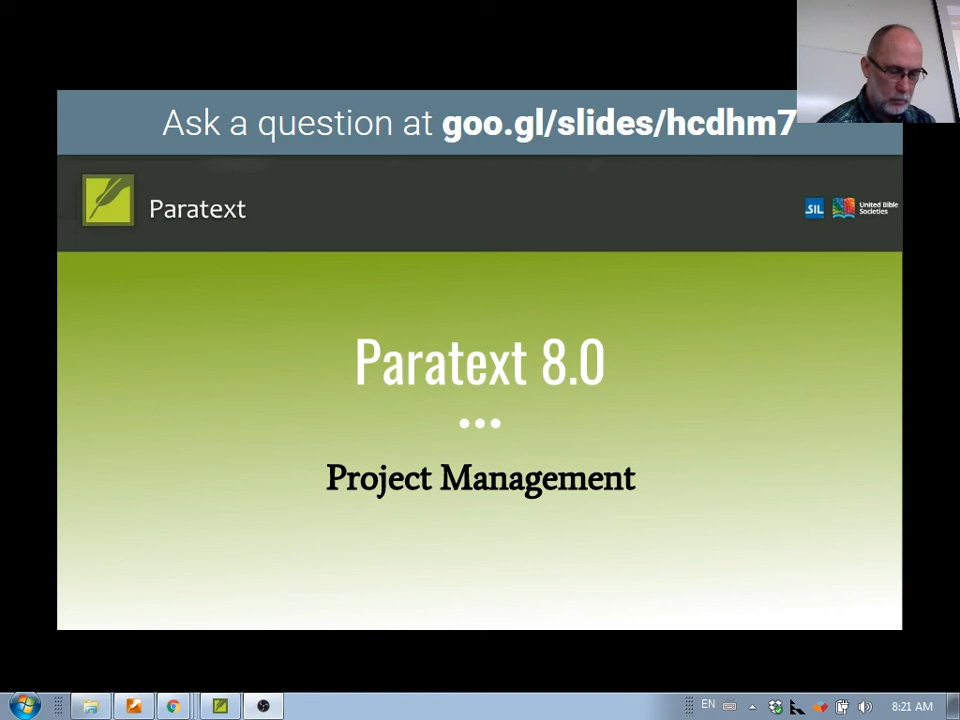 Ask a question at goo.gl/slides/hcdhm7
Paratext
SIL
United Bible
Societies
Paratext 8.0
Project Management
EN
8:21 AM